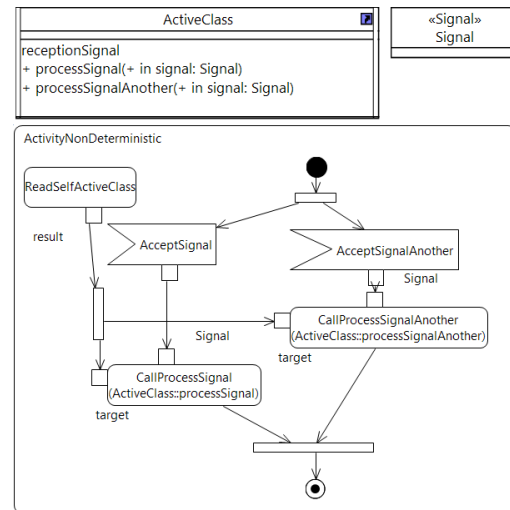 ActiveClass
receptionSignal
+ processSignal(+ in signal: Signal)
+ processSignalAnother(+ in signal: Signal)
«Signal»
Signal
ActivityNonDeterministic
ReadSelfActiveClass
result
AcceptSignal
AcceptSignalAnother
Signal
CallProcessSignalAnother
(ActiveClass::processSignalAnother)
Signal
target
CallProcessSignal
(ActiveClass::processSignal)
target